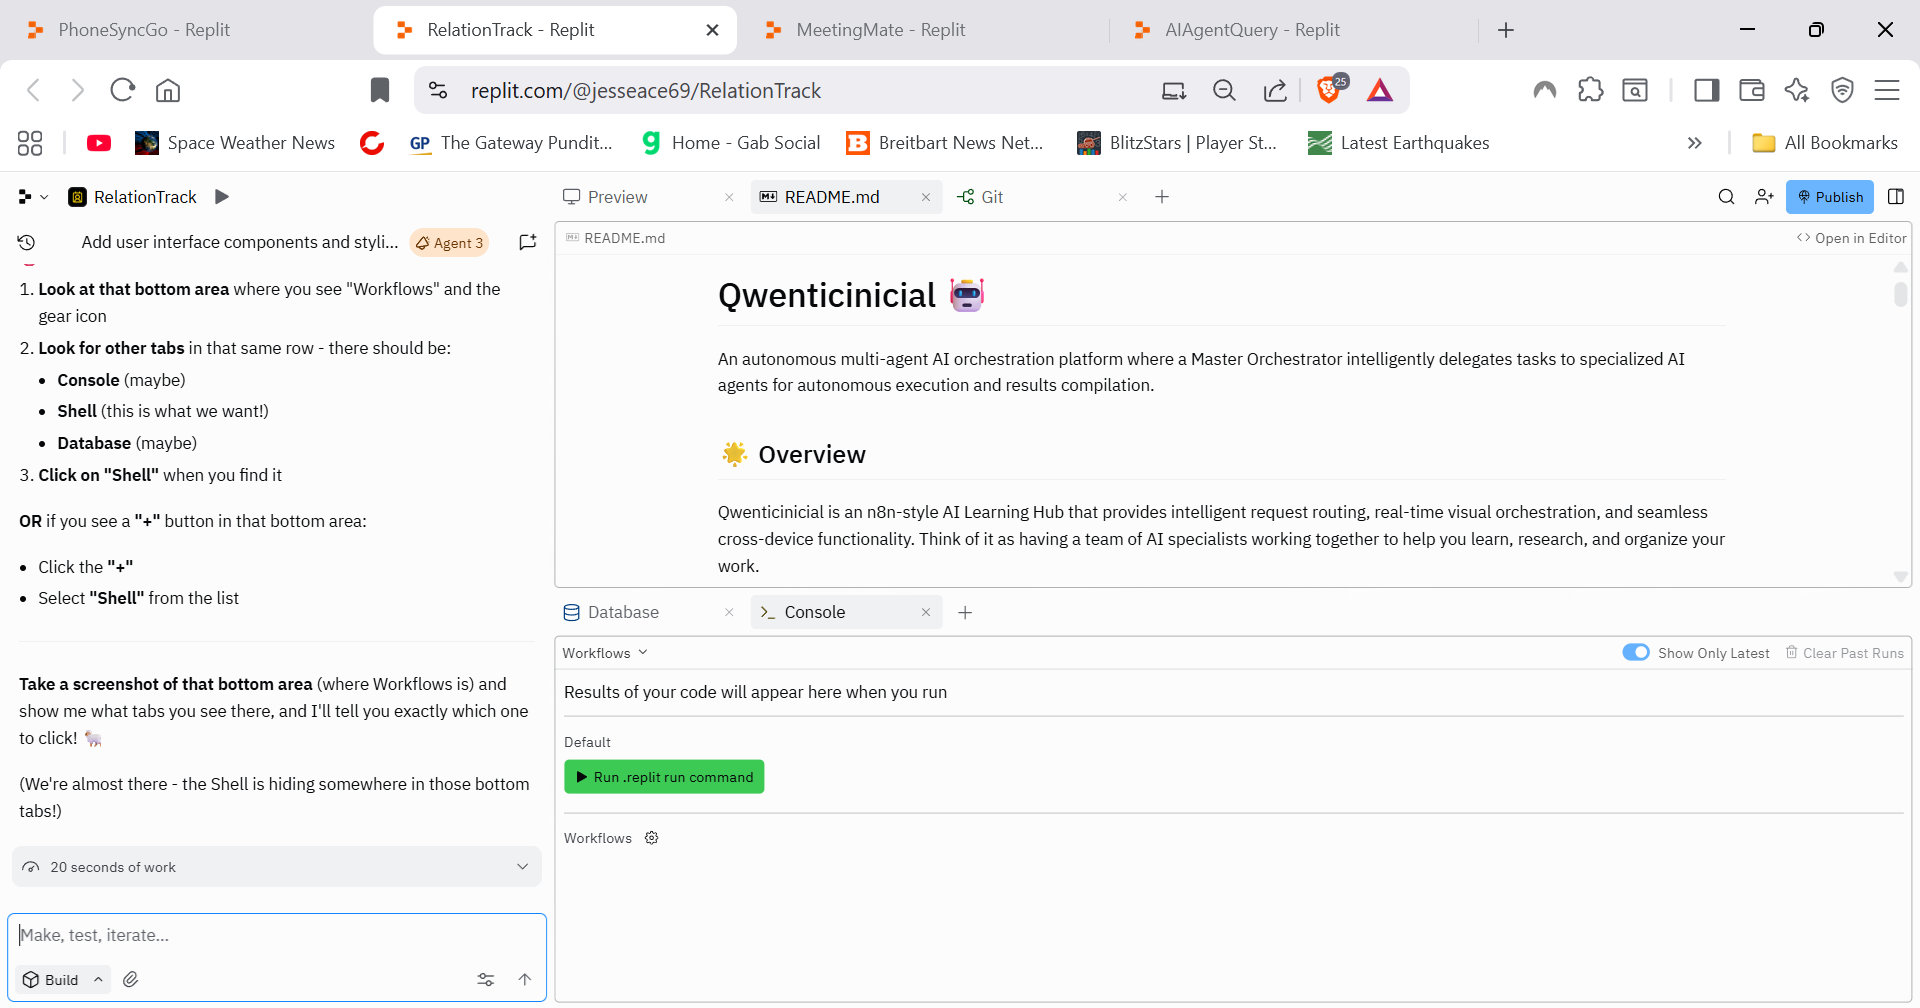 PhoneSyncGo - Replit
RelationTrack - Replit
MeetingMate - Replit
AIAgentQuery - Replit
replit.com/@jesseace69/RelationTrack
25
Space Weather News
GP The Gateway Pundit...
Home - Gab Social
Breitbart News Net...
BlitzStars | Player St...
Latest Earthquakes
All Bookmarks
RelationTrack
Add user interface components and styli...
Agent 3
1. Look at that bottom area where you see "Workflows" and the
gear icon
2. Look for other tabs in that same row - there should be:
• Console (maybe)
• Shell (this is what we want!)
• Database (maybe)
3. Click on "Shell" when you find it
OR if you see a "+" button in that bottom area:
• Click the "+"
• Select "Shell" from the list
Take a screenshot of that bottom area (where Workflows is) and
show me what tabs you see there, and I'll tell you exactly which one
to click! 🐑
(We're almost there - the Shell is hiding somewhere in those bottom
tabs!)
20 seconds of work
Make, test, iterate...
Build
Preview
README.md
Git
Publish
README.md
Open in Editor
Qwenticinicial 🤖
An autonomous multi-agent AI orchestration platform where a Master Orchestrator intelligently delegates tasks to specialized AI
agents for autonomous execution and results compilation.
🌟 Overview
Qwenticinicial is an n8n-style AI Learning Hub that provides intelligent request routing, real-time visual orchestration, and seamless
cross-device functionality. Think of it as having a team of AI specialists working together to help you learn, research, and organize your
work.
Database
Console
Workflows
Show Only Latest
Clear Past Runs
Results of your code will appear here when you run
Default
Run .replit run command
Workflows